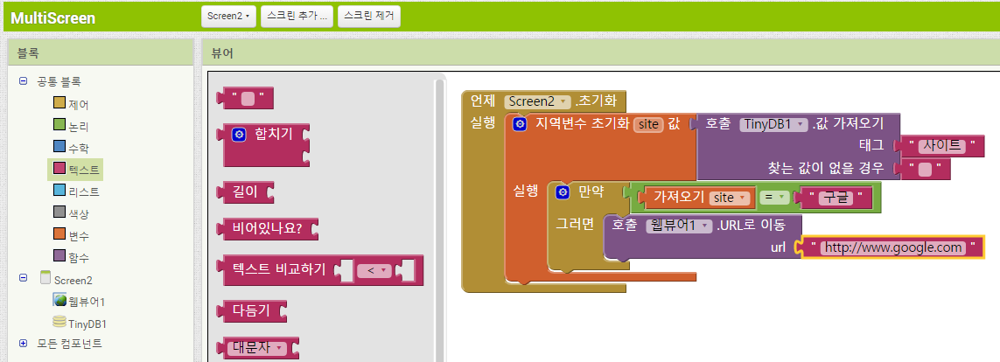 MultiScreen
Screen2
스크린 추가 ...
스크린 제거
블록
뷰어
공통 블록
제어
논리
수학
텍스트
리스트
색상
변수
함수
Screen2
웹뷰어1
TinyDB1
모든 컴포넌트
" "
합치기
길이
비어있나요?
텍스트 비교하기 <
다듬기
대문자
언제 Screen2 .초기화
실행 지역변수 초기화 site 값 호출 TinyDB1 .값 가져오기
태그 " 사이트 "
찾는 값이 없을 경우 " "
실행 만약 가져오기 site = " 구글 "
그러면 호출 웹뷰어1 .URL로 이동
url " http://www.google.com "